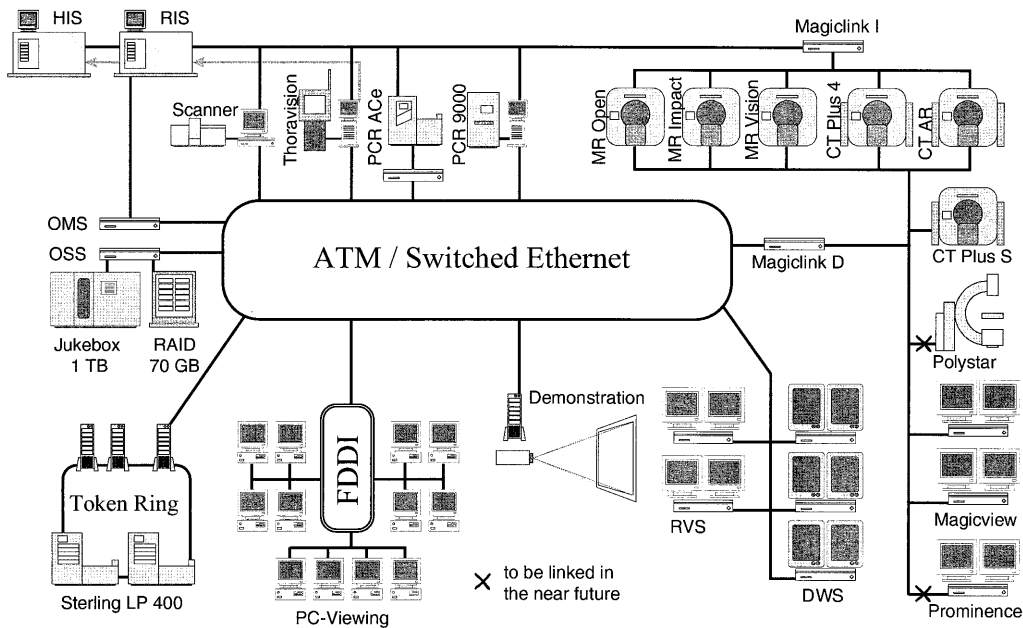 HIS
RIS
Magiclink I
Scanner
Thoravision
PCR ACe
PCR 9000
MR Open
MR Impact
MR Vision
CT Plus 4
CT AR
OMS
OSS
ATM / Switched Ethernet
Magiclink D
CT Plus S
Jukebox
1 TB
RAID
70 GB
Polystar
Demonstration
FDDI
Token Ring
RVS
Magicview
Sterling LP 400
PC-Viewing
to be linked in
the near future
DWS
Prominence